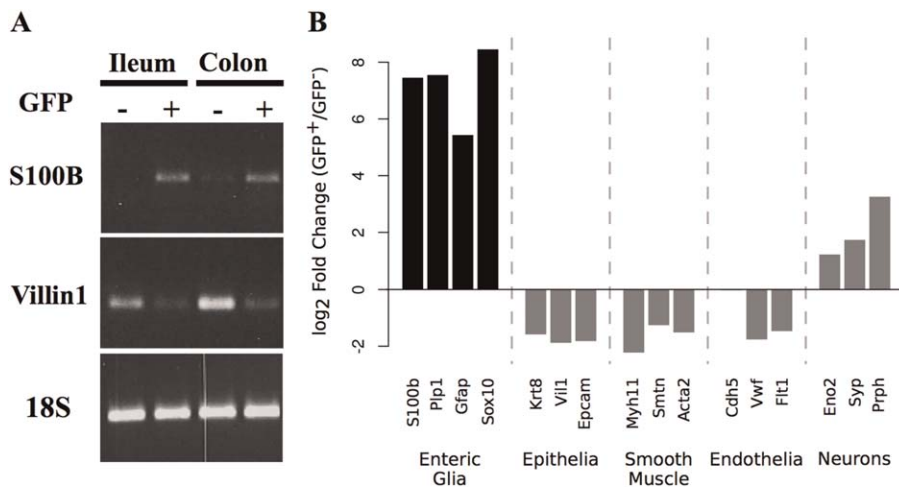 A
Ileum Colon
GFP - + - +
S100B
Villin1
18S
B
log2 Fold Change (GFP+/GFP-)
8
6
4
2
0
-2
S100b Plp1 Gfap Sox10 Krt8 Vil1 Epcam Myh11 Smtn Acta2 Cdh5 Vwf Flt1 Eno2 Syp Prph
Enteric Epithelia Smooth Endothelia Neurons
Glia Muscle